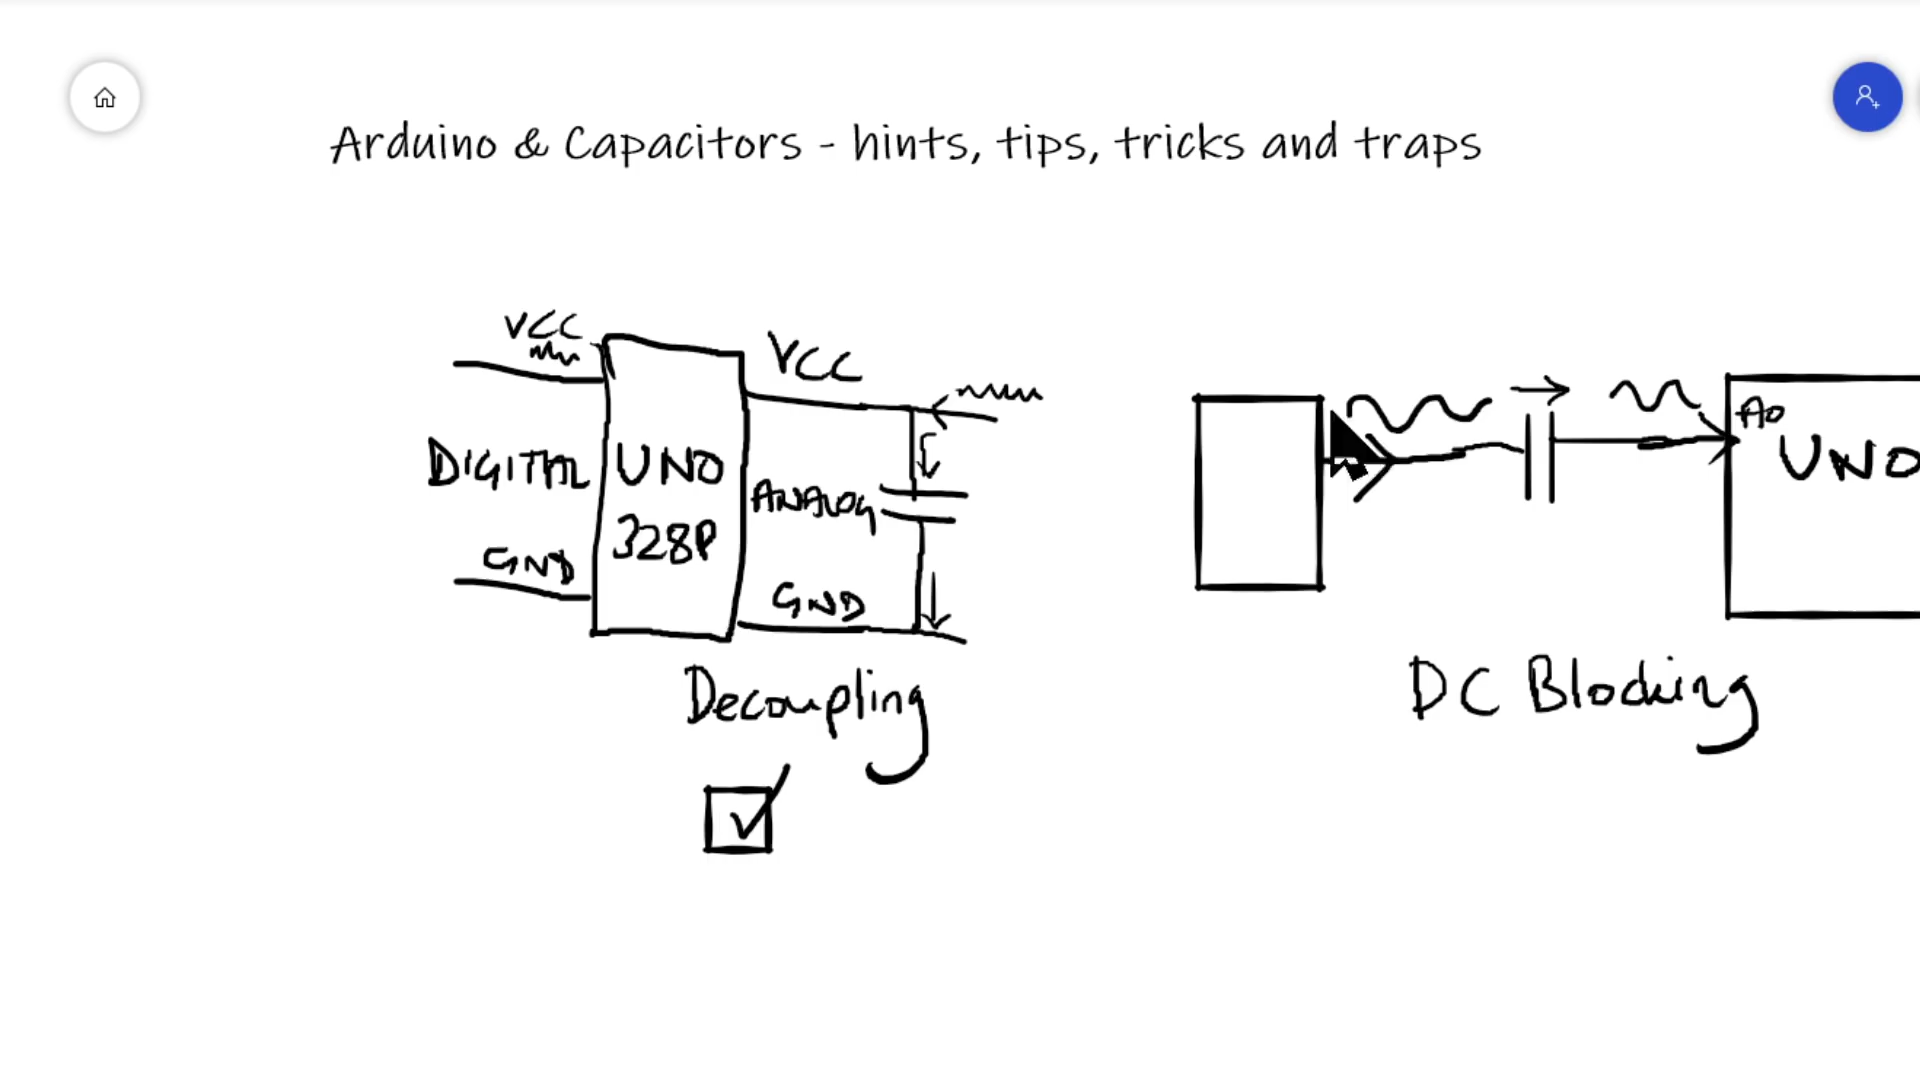 Arduino & Capacitors - hints, tips, tricks and traps
VCC
VCC
DIGITAL
UNO
328P
ANALOG
GND
GND
Decoupling
A0
UNO
DC Blocking